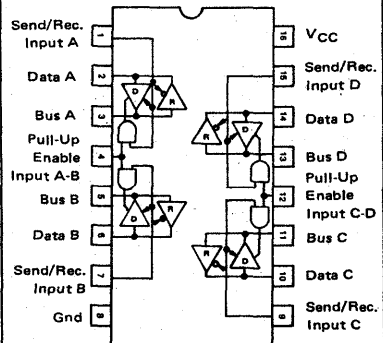 Send/Rec.
Input A
1
Data A
2
Bus A
3
Pull-Up
Enable
Input A-B
4
Bus B
5
Data B
6
Send/Rec.
Input B
7
Gnd
8
D
R
D
R
16
VCC
15
Send/Rec.
Input D
14
Data D
13
Bus D
12
Pull-Up
Enable
Input C-D
11
Bus C
10
Data C
9
Send/Rec.
Input C
R
D
R
D